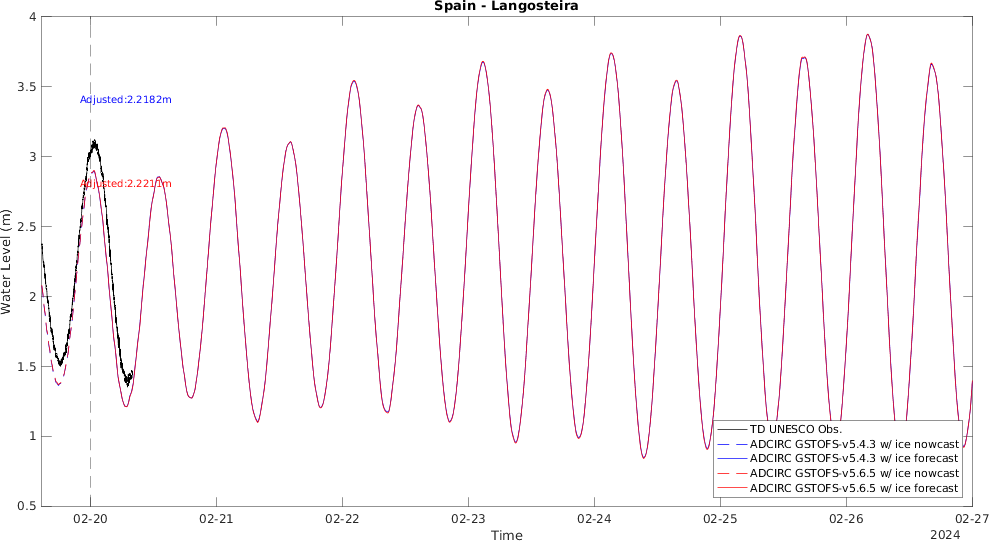 Spain - Langosteira
4
3.5
3
2.5
2
1.5
1
0.5
Water Level (m)
Adjusted:2.2182m
Adjusted:2.2211m
02-20
02-21
02-22
02-23
02-24
02-25
02-26
02-27
Time
2024
TD UNESCO Obs.
ADCIRC GSTOFS-v5.4.3 w/ ice nowcast
ADCIRC GSTOFS-v5.4.3 w/ ice forecast
ADCIRC GSTOFS-v5.6.5 w/ ice nowcast
ADCIRC GSTOFS-v5.6.5 w/ ice forecast